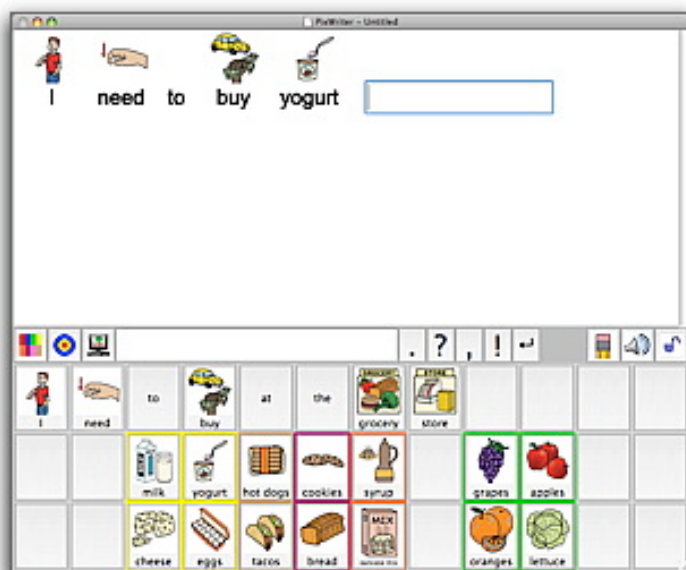 PixWriter - Untitled
I need to buy yogurt
. ? , !
I need to buy at the grocery store
milk yogurt hot dogs cookies syrup grapes apples
cheese eggs tacos bread MIX oranges lettuce